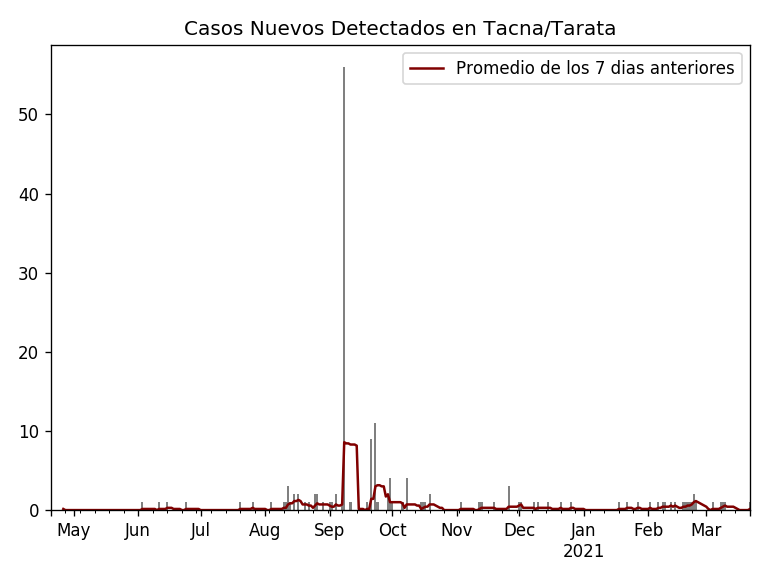 Casos Nuevos Detectados en Tacna/Tarata
Promedio de los 7 dias anteriores
50
40
30
20
10
0
May Jun Jul Aug Sep Oct Nov Dec Jan Feb Mar
2021